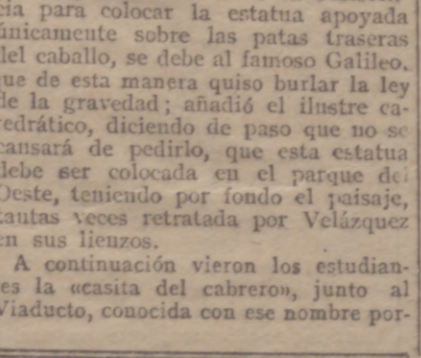 cia para colocar la estatua apoyada
únicamente sobre las patas traseras
del caballo, se debe al famoso Galileo.
que de esta manera quiso burlar la ley
de la gravedad; añadió el ilustre ca-
tedrático, diciendo de paso que no se
cansará de pedirlo, que esta estatua
debe ser colocada en el parque del
Oeste, teniendo por fondo el paisaje,
tantas veces retratada por Velázquez
en sus lienzos.
A continuación vieron los estudian-
es la «casita del cabrero», junto al
Viaducto, conocida con ese nombre por-